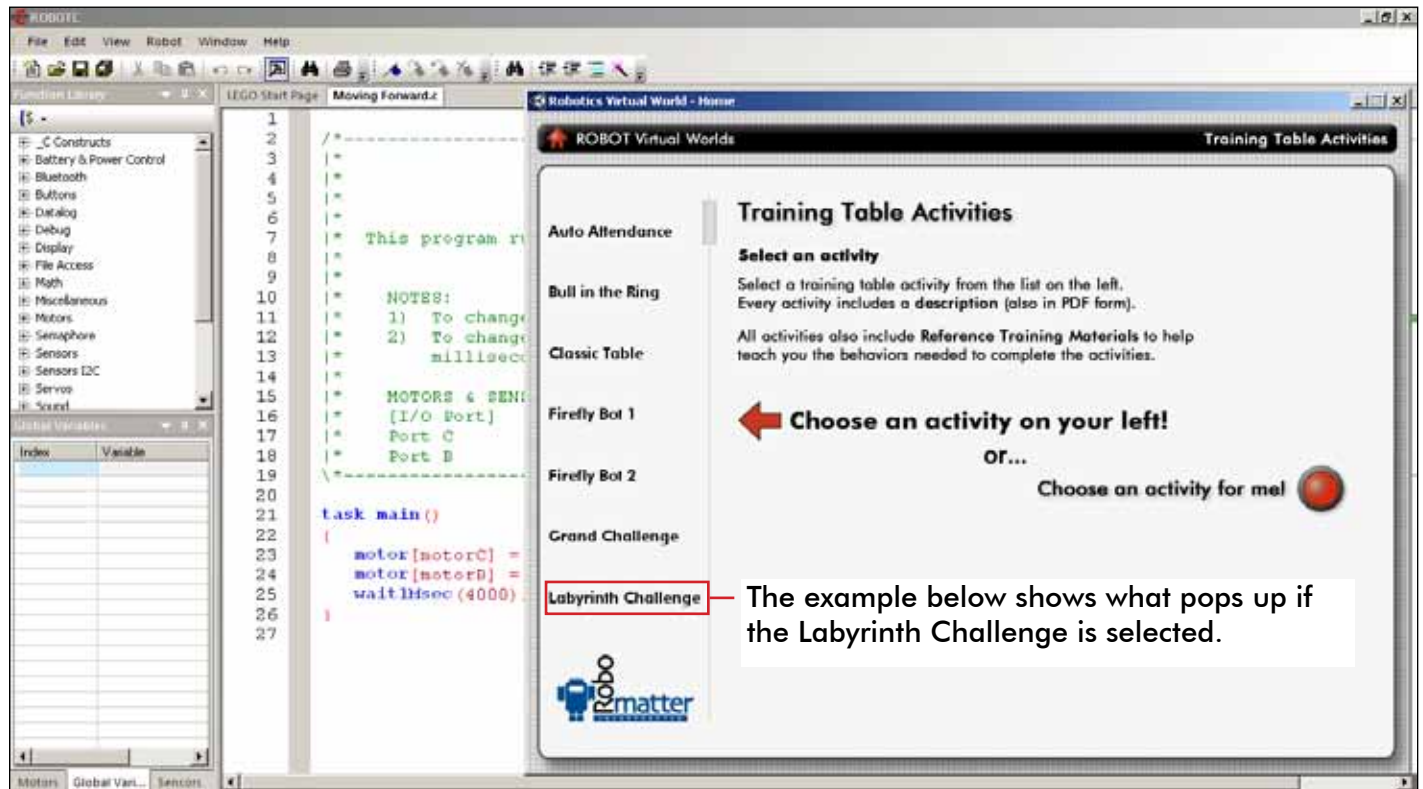 ROBOTC
File Edit View Robot Window Help
Function Library
LEGO Start Page
Moving Forward.c
_C Constructs
Battery & Power Control
Bluetooth
Buttons
Datalog
Debug
Display
File Access
Math
Miscellaneous
Motors
Semaphore
Sensors
Sensors I2C
Servos
Sound
Global Variables
Index Variable
Motors Global Vari... Sensors
1
2 /*--------------------
3 |*
4 |*
5 |*
6 |*
7 |* This program ru
8 |*
9 |*
10 |* NOTES:
11 |* 1) To change
12 |* 2) To change
13 |* millisec
14 |*
15 |* MOTORS & SENS
16 |* [I/O Port]
17 |* Port C
18 |* Port B
19 \*--------------------
20
21 task main()
22 {
23 motor[motorC] =
24 motor[motorB] =
25 wait1Msec(4000)
26 }
27
Robotics Virtual World - Home
ROBOT Virtual Worlds
Training Table Activities
Auto Attendance
Bull in the Ring
Classic Table
Firefly Bot 1
Firefly Bot 2
Grand Challenge
Labyrinth Challenge
Robomatter
INCORPORATED
Training Table Activities
Select an activity
Select a training table activity from the list on the left.
Every activity includes a description (also in PDF form).
All activities also include Reference Training Materials to help
teach you the behaviors needed to complete the activities.
Choose an activity on your left!
or...
Choose an activity for me!
The example below shows what pops up if
the Labyrinth Challenge is selected.